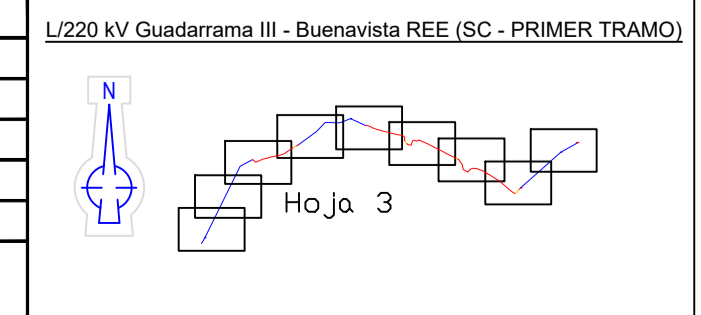 L/220 kV Guadarrama III - Buenavista REE (SC - PRIMER TRAMO)
N
Hoja 3